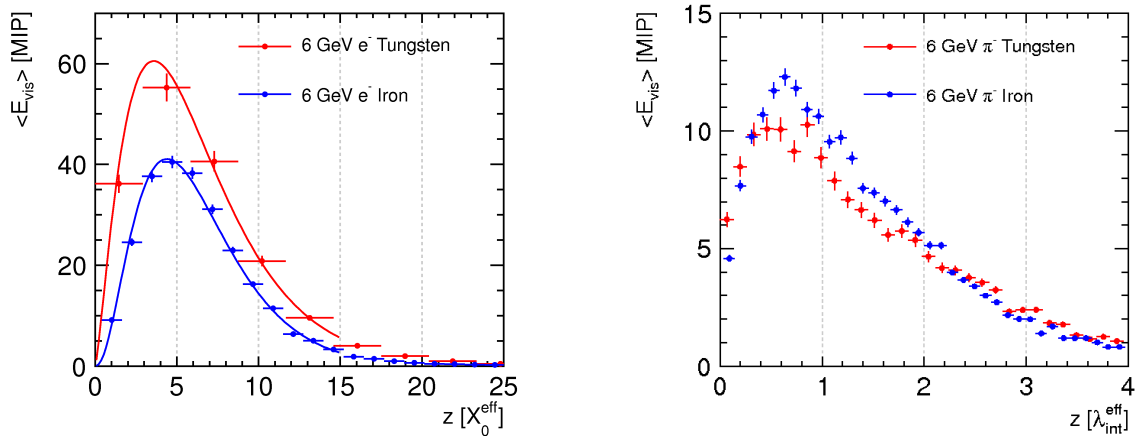 <E_vis> [MIP]
60
40
20
0
0 5 10 15 20 25
z [X_0^eff]
6 GeV e⁻ Tungsten
6 GeV e⁻ Iron
<E_vis> [MIP]
15
10
5
0
0 1 2 3 4
z [λ_int^eff]
6 GeV π⁻ Tungsten
6 GeV π⁻ Iron